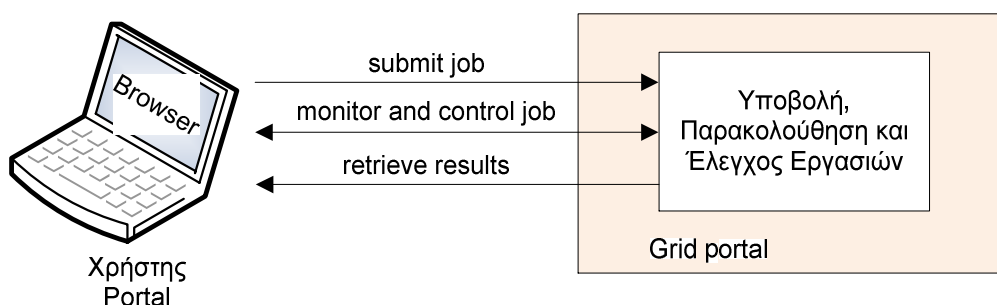 Browser
submit job
monitor and control job
retrieve results
Υποβολή,
Παρακολούθηση και
Έλεγχος Εργασιών
Grid portal
Χρήστης
Portal